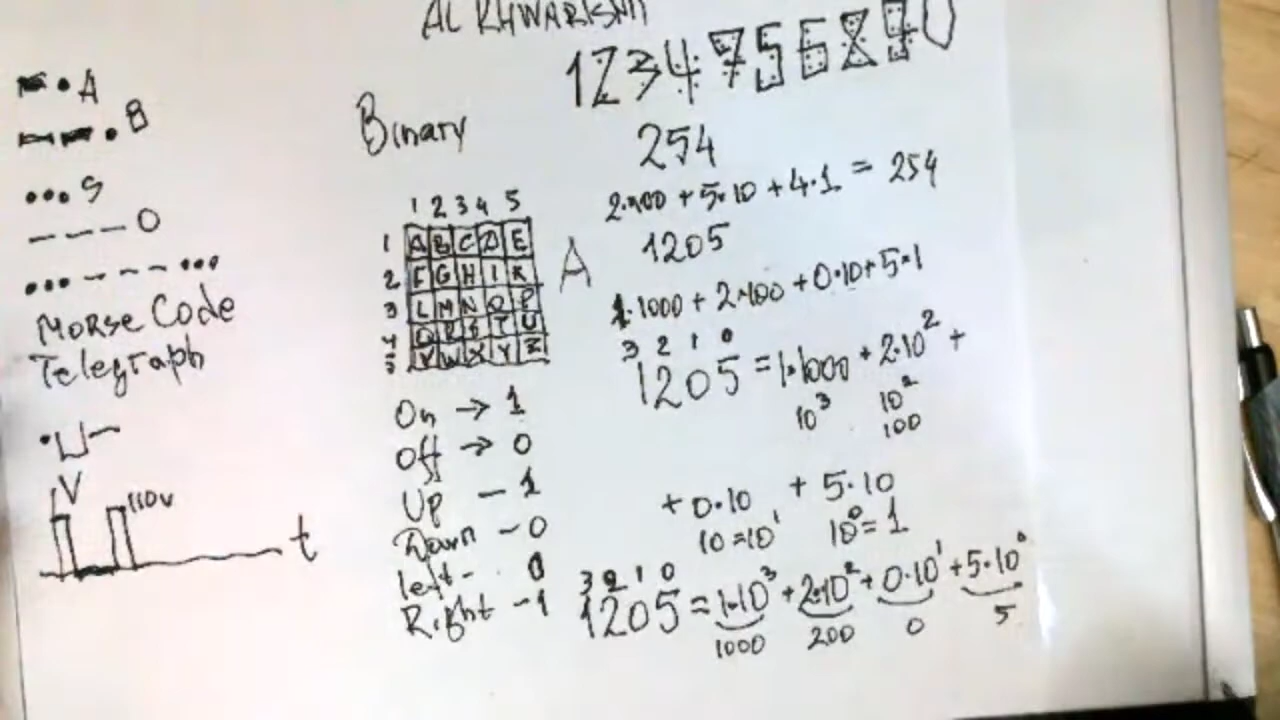 AL KHWARISMI
1234756890
A
B
S
O
Morse Code
Telegraph
V
110V
t
Binary
1 2 3 4 5
1 A B C D E
2 F G H I K
3 L M N O P
4 Q R S T U
5 V W X Y Z
A
On → 1
Off → 0
Up - 1
Down - 0
left - 0
Right - 1
254
2·100 + 5·10 + 4·1 = 254
1205
1·1000 + 2·100 + 0·10 + 5·1
3 2 1 0
1205 = 1·1000 + 2·10² +
10³ 10²
100
+ 0·10 + 5·10
10=10¹ 10⁰=1
3 2 1 0
1205 = 1·10³ + 2·10² + 0·10¹ + 5·10⁰
1000 200 0 5